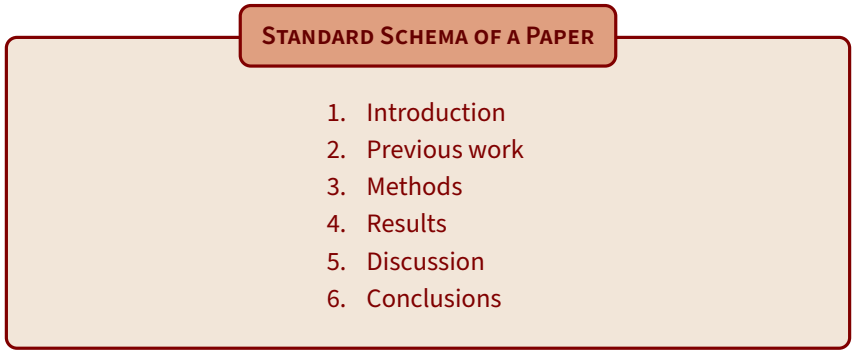 Standard Schema of a Paper
1. Introduction
2. Previous work
3. Methods
4. Results
5. Discussion
6. Conclusions